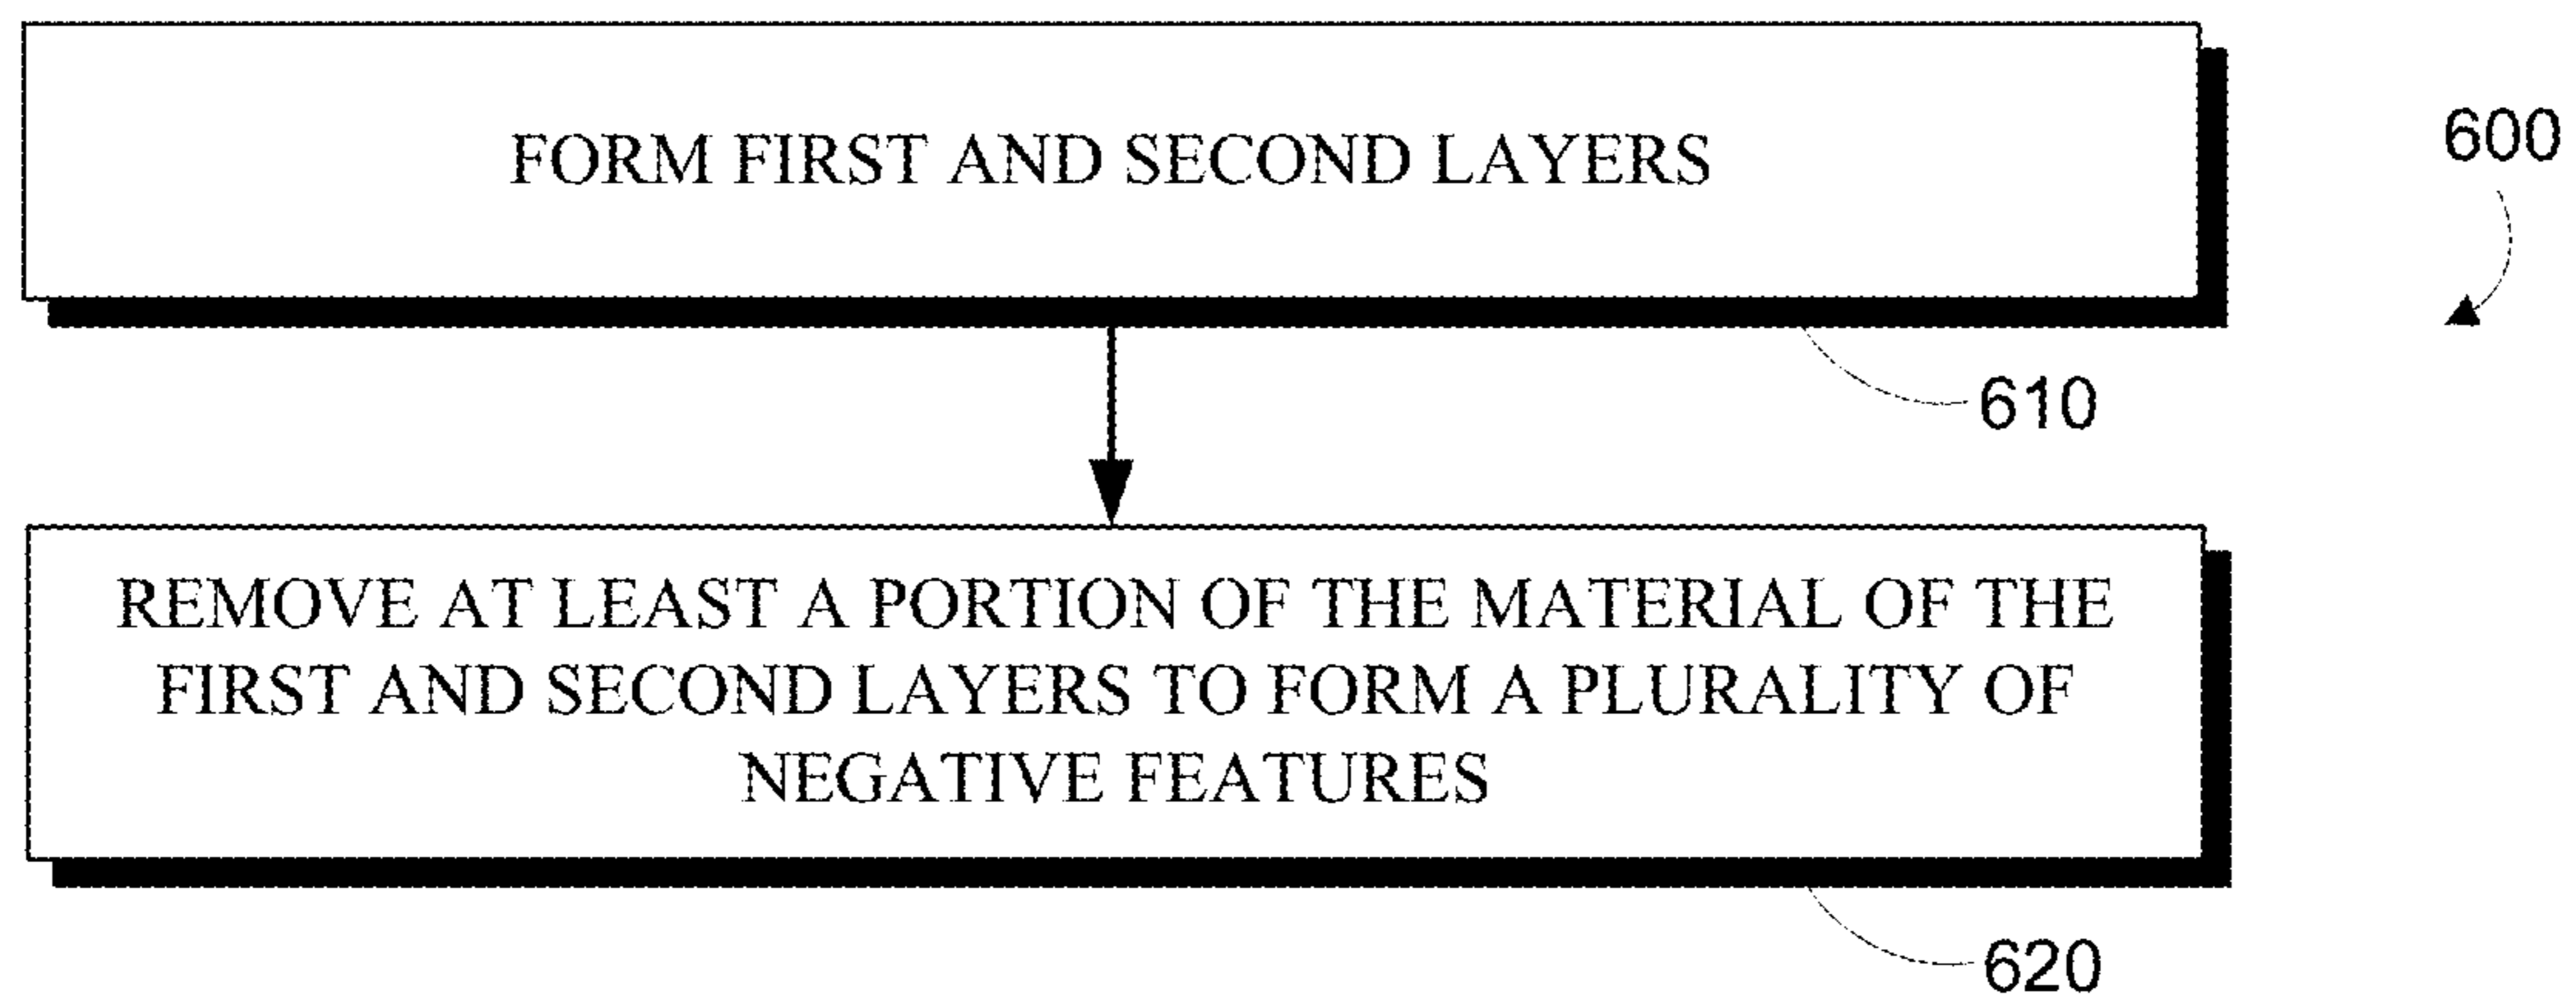 FORM FIRST AND SECOND LAYERS
600
610
REMOVE AT LEAST A PORTION OF THE MATERIAL OF THE
FIRST AND SECOND LAYERS TO FORM A PLURALITY OF
NEGATIVE FEATURES
620